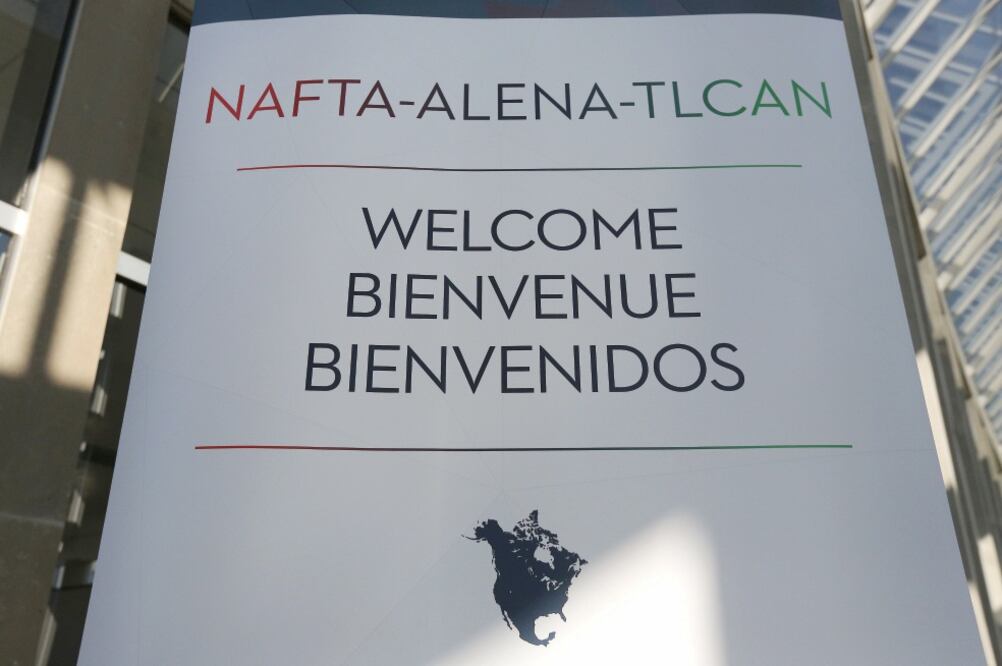 NAFTA-ALENA-TLCAN
WELCOME
BIENVENUE
BIENVENIDOS